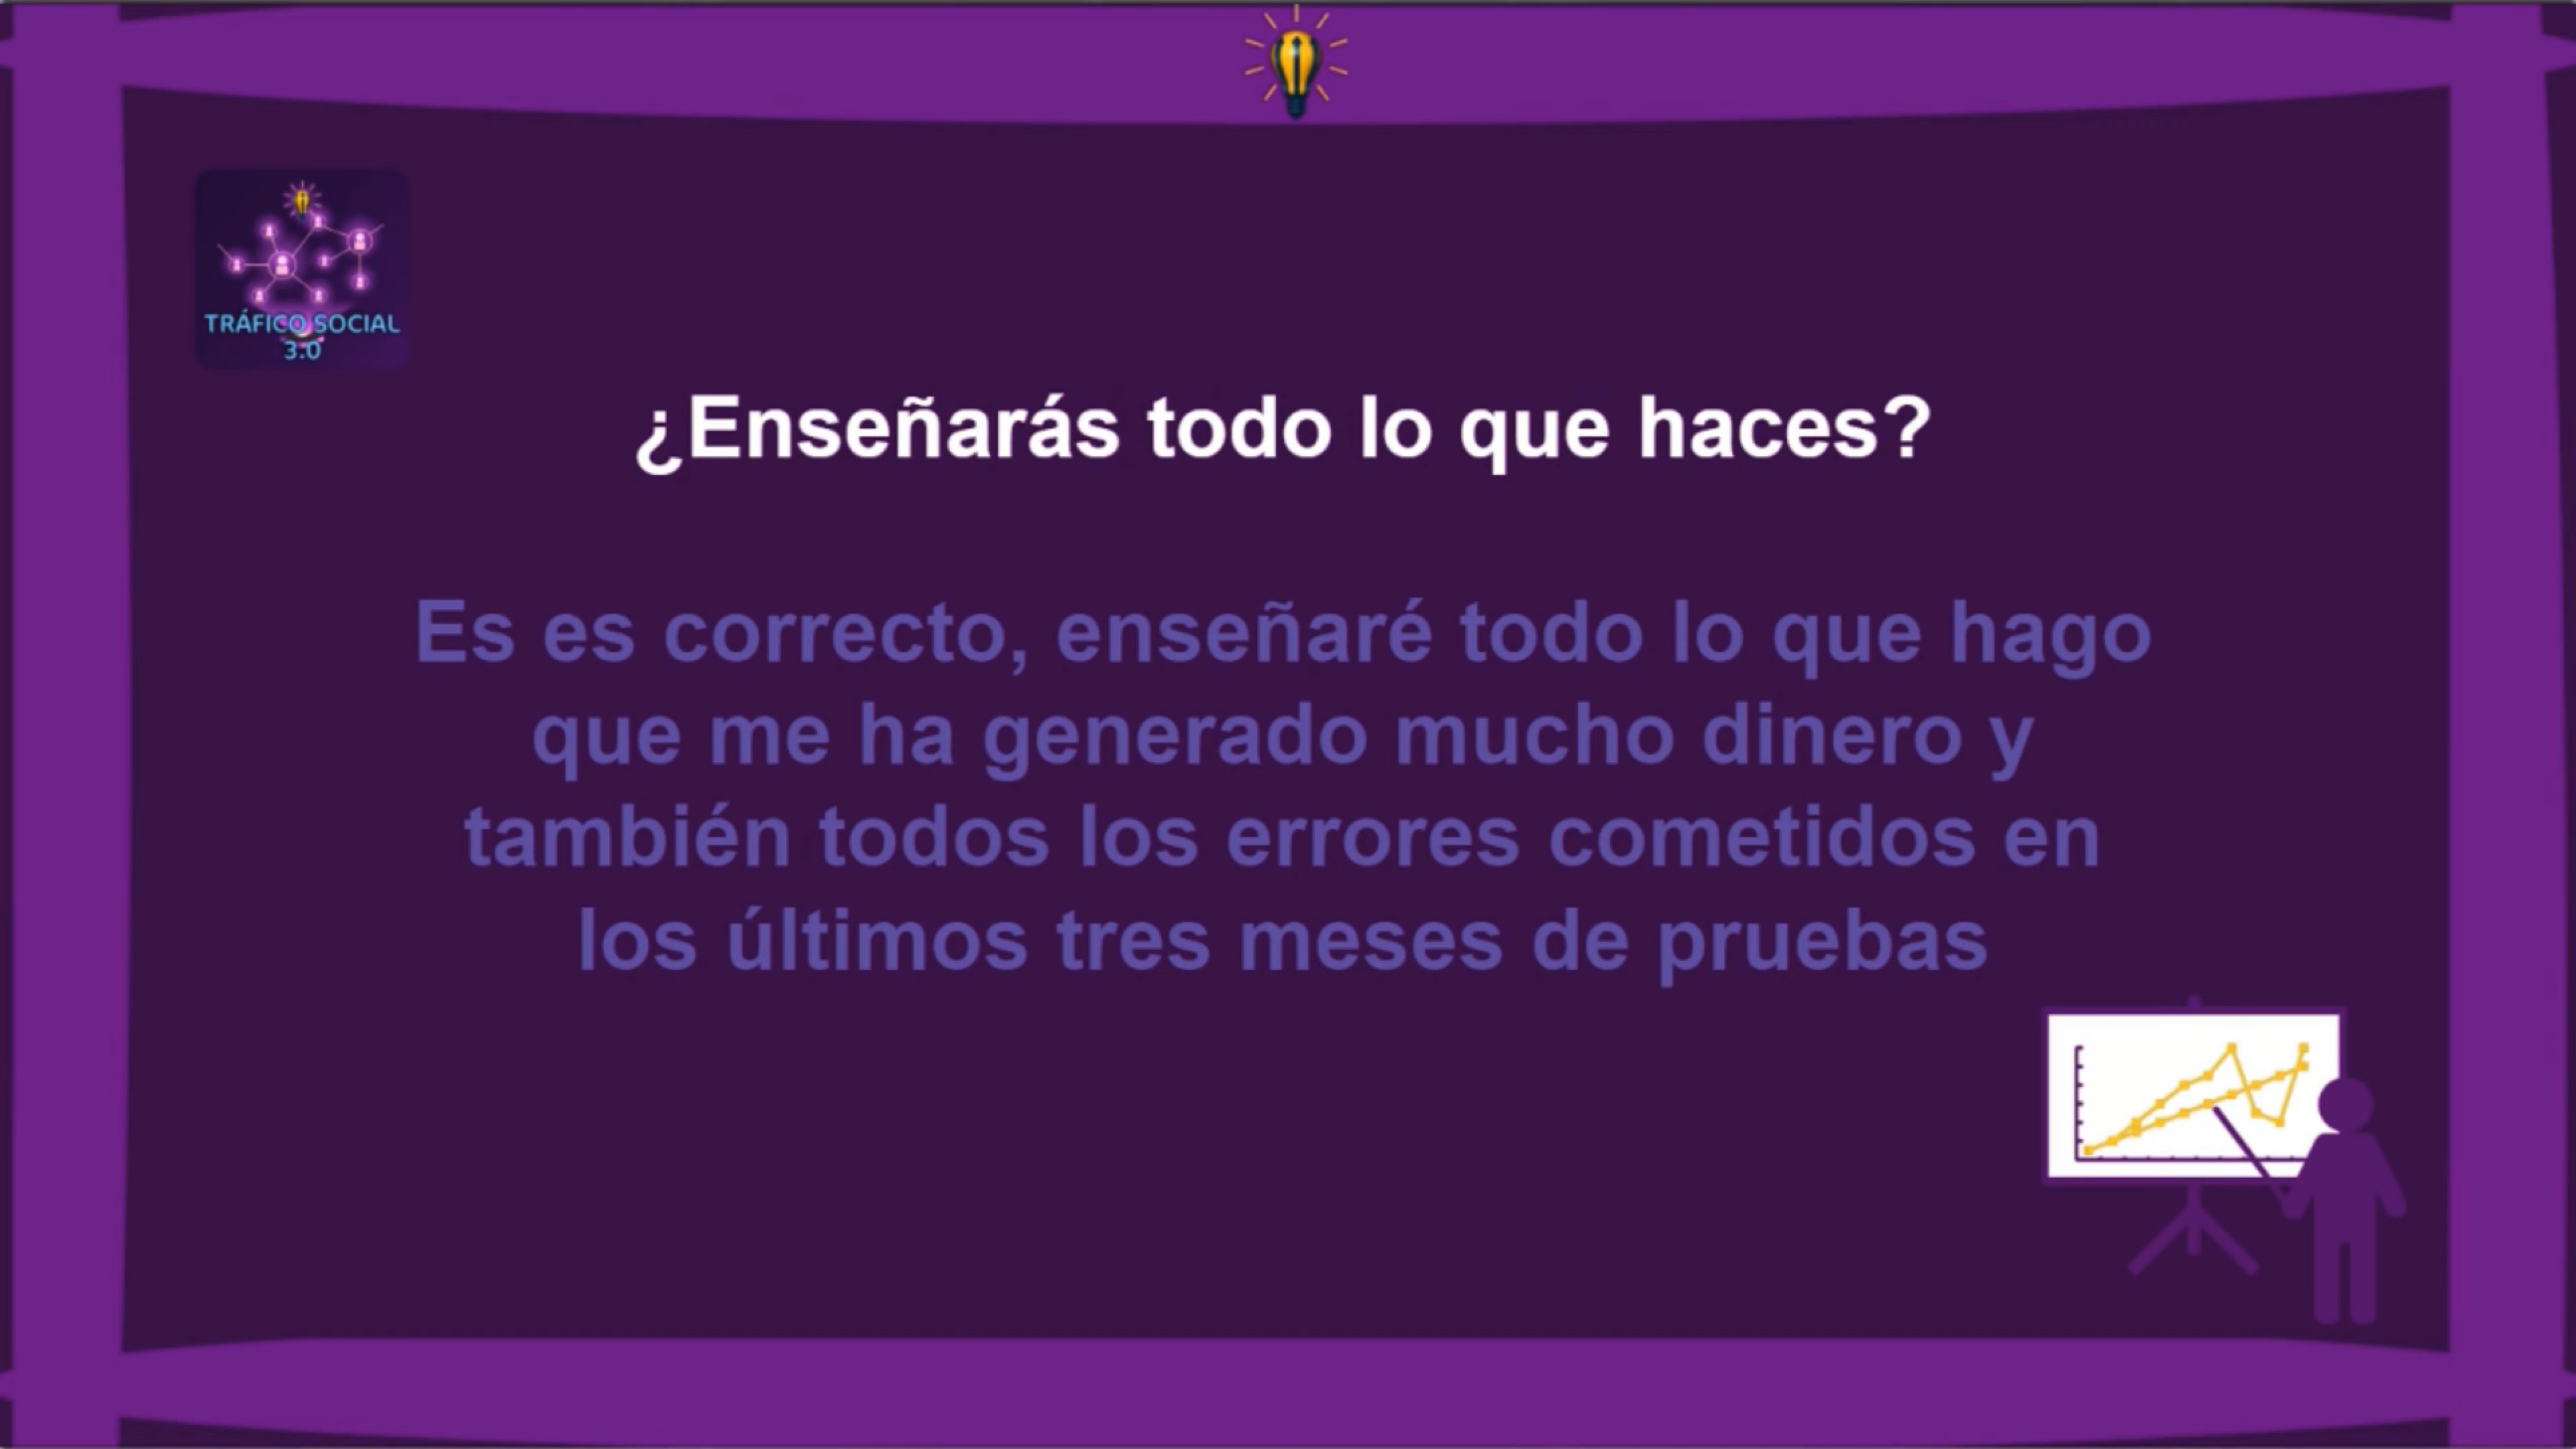 TRÁFICO SOCIAL
3.0
¿Enseñarás todo lo que haces?
Es es correcto, enseñaré todo lo que hago
que me ha generado mucho dinero y
también todos los errores cometidos en
los últimos tres meses de pruebas